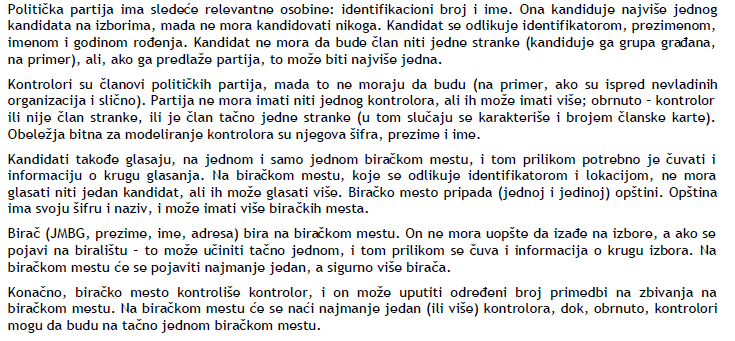 Politička partija ima sledeće relevantne osobine: identifikacioni broj i ime. Ona kandiduje najviše jednog
kandidata na izborima, mada ne mora kandidovati nikoga. Kandidat se odlikuje identifikatorom, prezimenom,
imenom i godinom rođenja. Kandidat ne mora da bude član niti jedne stranke (kandiduje ga grupa građana,
na primer), ali, ako ga predlaže partija, to može biti najviše jedna.
Kontrolori su članovi političkih partija, mada to ne moraju da budu (na primer, ako su ispred nevladinih
organizacija i slično). Partija ne mora imati niti jednog kontrolora, ali ih može imati više; obrnuto – kontrolor
ili nije član stranke, ili je član tačno jedne stranke (u tom slučaju se karakteriše i brojem članske karte).
Obeležja bitna za modeliranje kontrolora su njegova šifra, prezime i ime.
Kandidati takođe glasaju, na jednom i samo jednom biračkom mestu, i tom prilikom potrebno je čuvati i
informaciju o krugu glasanja. Na biračkom mestu, koje se odlikuje identifikatorom i lokacijom, ne mora
glasati niti jedan kandidat, ali ih može glasati više. Biračko mesto pripada (jednoj i jedinoj) opštini. Opština
ima svoju šifru i naziv, i može imati više biračkih mesta.
Birač (JMBG, prezime, ime, adresa) bira na biračkom mestu. On ne mora uopšte da izađe na izbore, a ako se
pojavi na biralištu – to može učiniti tačno jednom, i tom prilikom se čuva i informacija o krugu izbora. Na
biračkom mestu će se pojaviti najmanje jedan, a sigurno više birača.
Konačno, biračko mesto kontroliše kontrolor, i on može uputiti određeni broj primedbi na zbivanja na
biračkom mestu. Na biračkom mestu će se naći najmanje jedan (ili više) kontrolora, dok, obrnuto, kontrolori
mogu da budu na tačno jednom biračkom mestu.